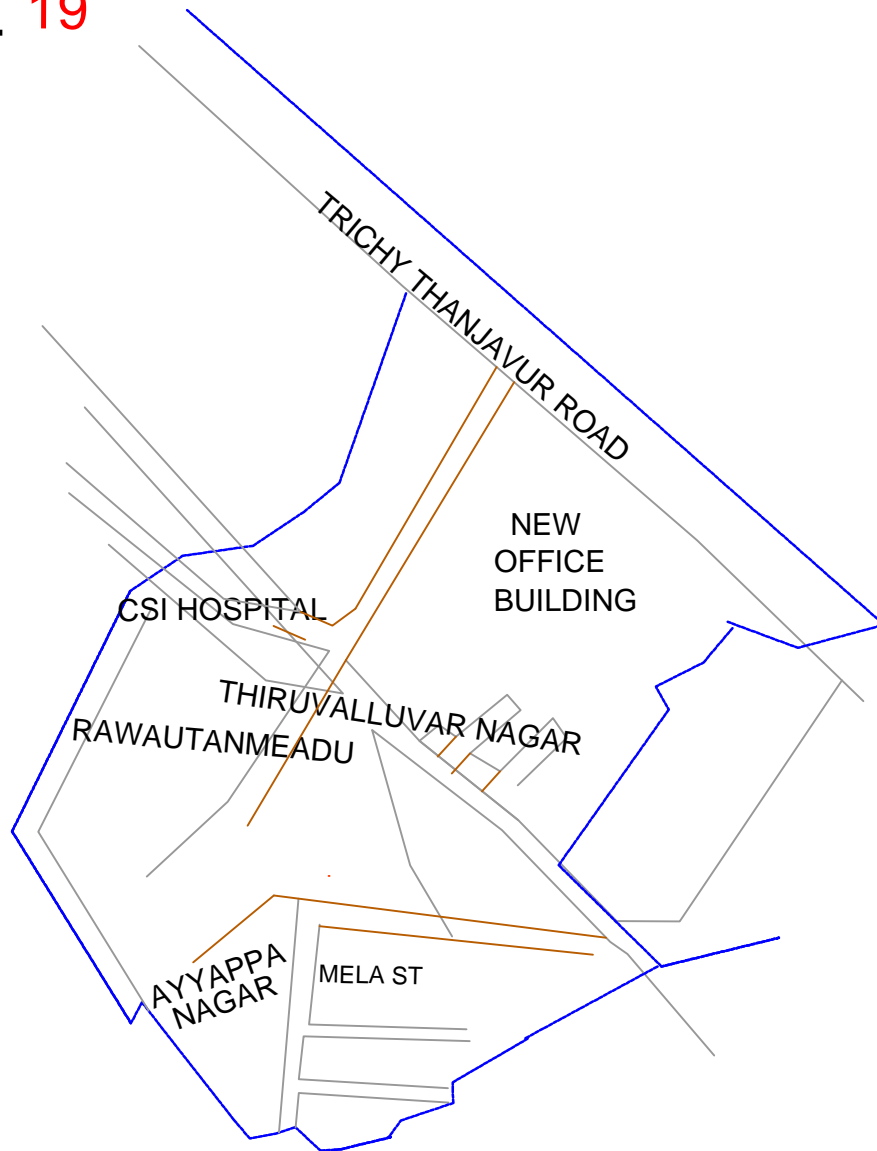 19
TRICHY THANJAVUR ROAD
NEW
OFFICE
BUILDING
CSI HOSPITAL
THIRUVALLUVAR NAGAR
RAWAUTANMEADU
AYYAPPA
NAGAR
MELA ST